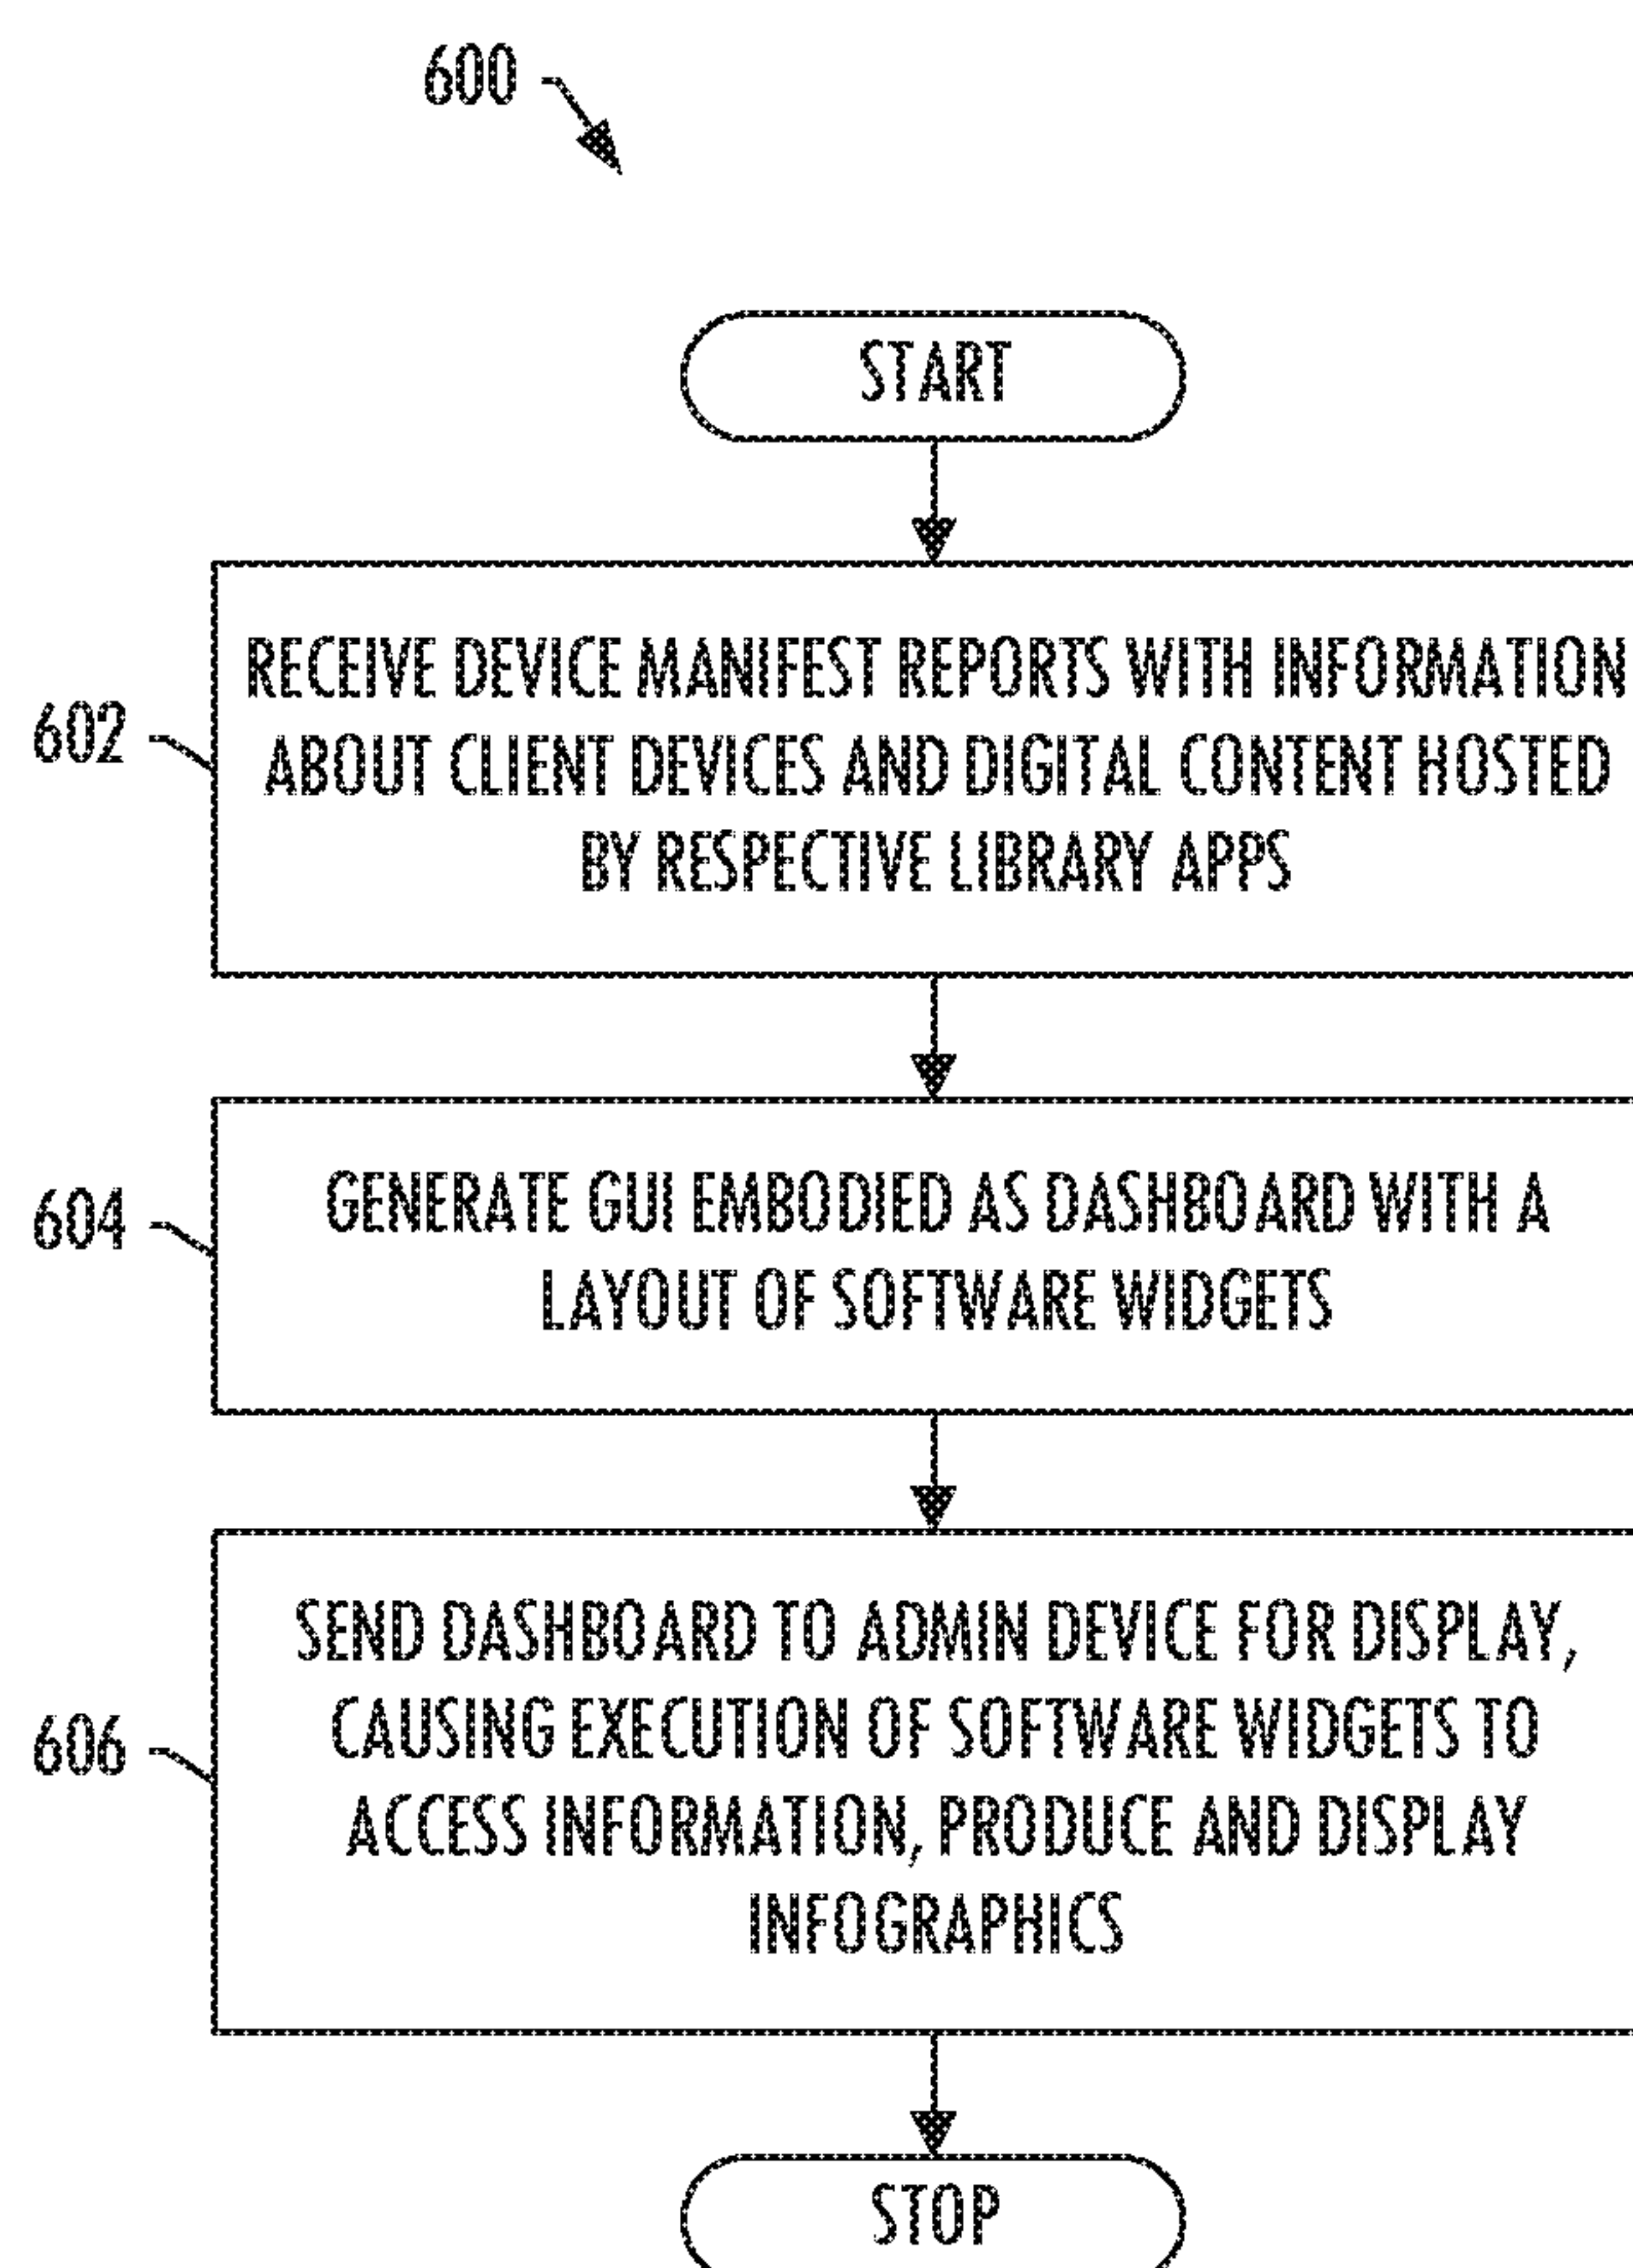 600
START
602
RECEIVE DEVICE MANIFEST REPORTS WITH INFORMATION
ABOUT CLIENT DEVICES AND DIGITAL CONTENT HOSTED
BY RESPECTIVE LIBRARY APPS
604
GENERATE GUI EMBODIED AS DASHBOARD WITH A
LAYOUT OF SOFTWARE WIDGETS
606
SEND DASHBOARD TO ADMIN DEVICE FOR DISPLAY,
CAUSING EXECUTION OF SOFTWARE WIDGETS TO
ACCESS INFORMATION, PRODUCE AND DISPLAY
INFOGRAPHICS
STOP